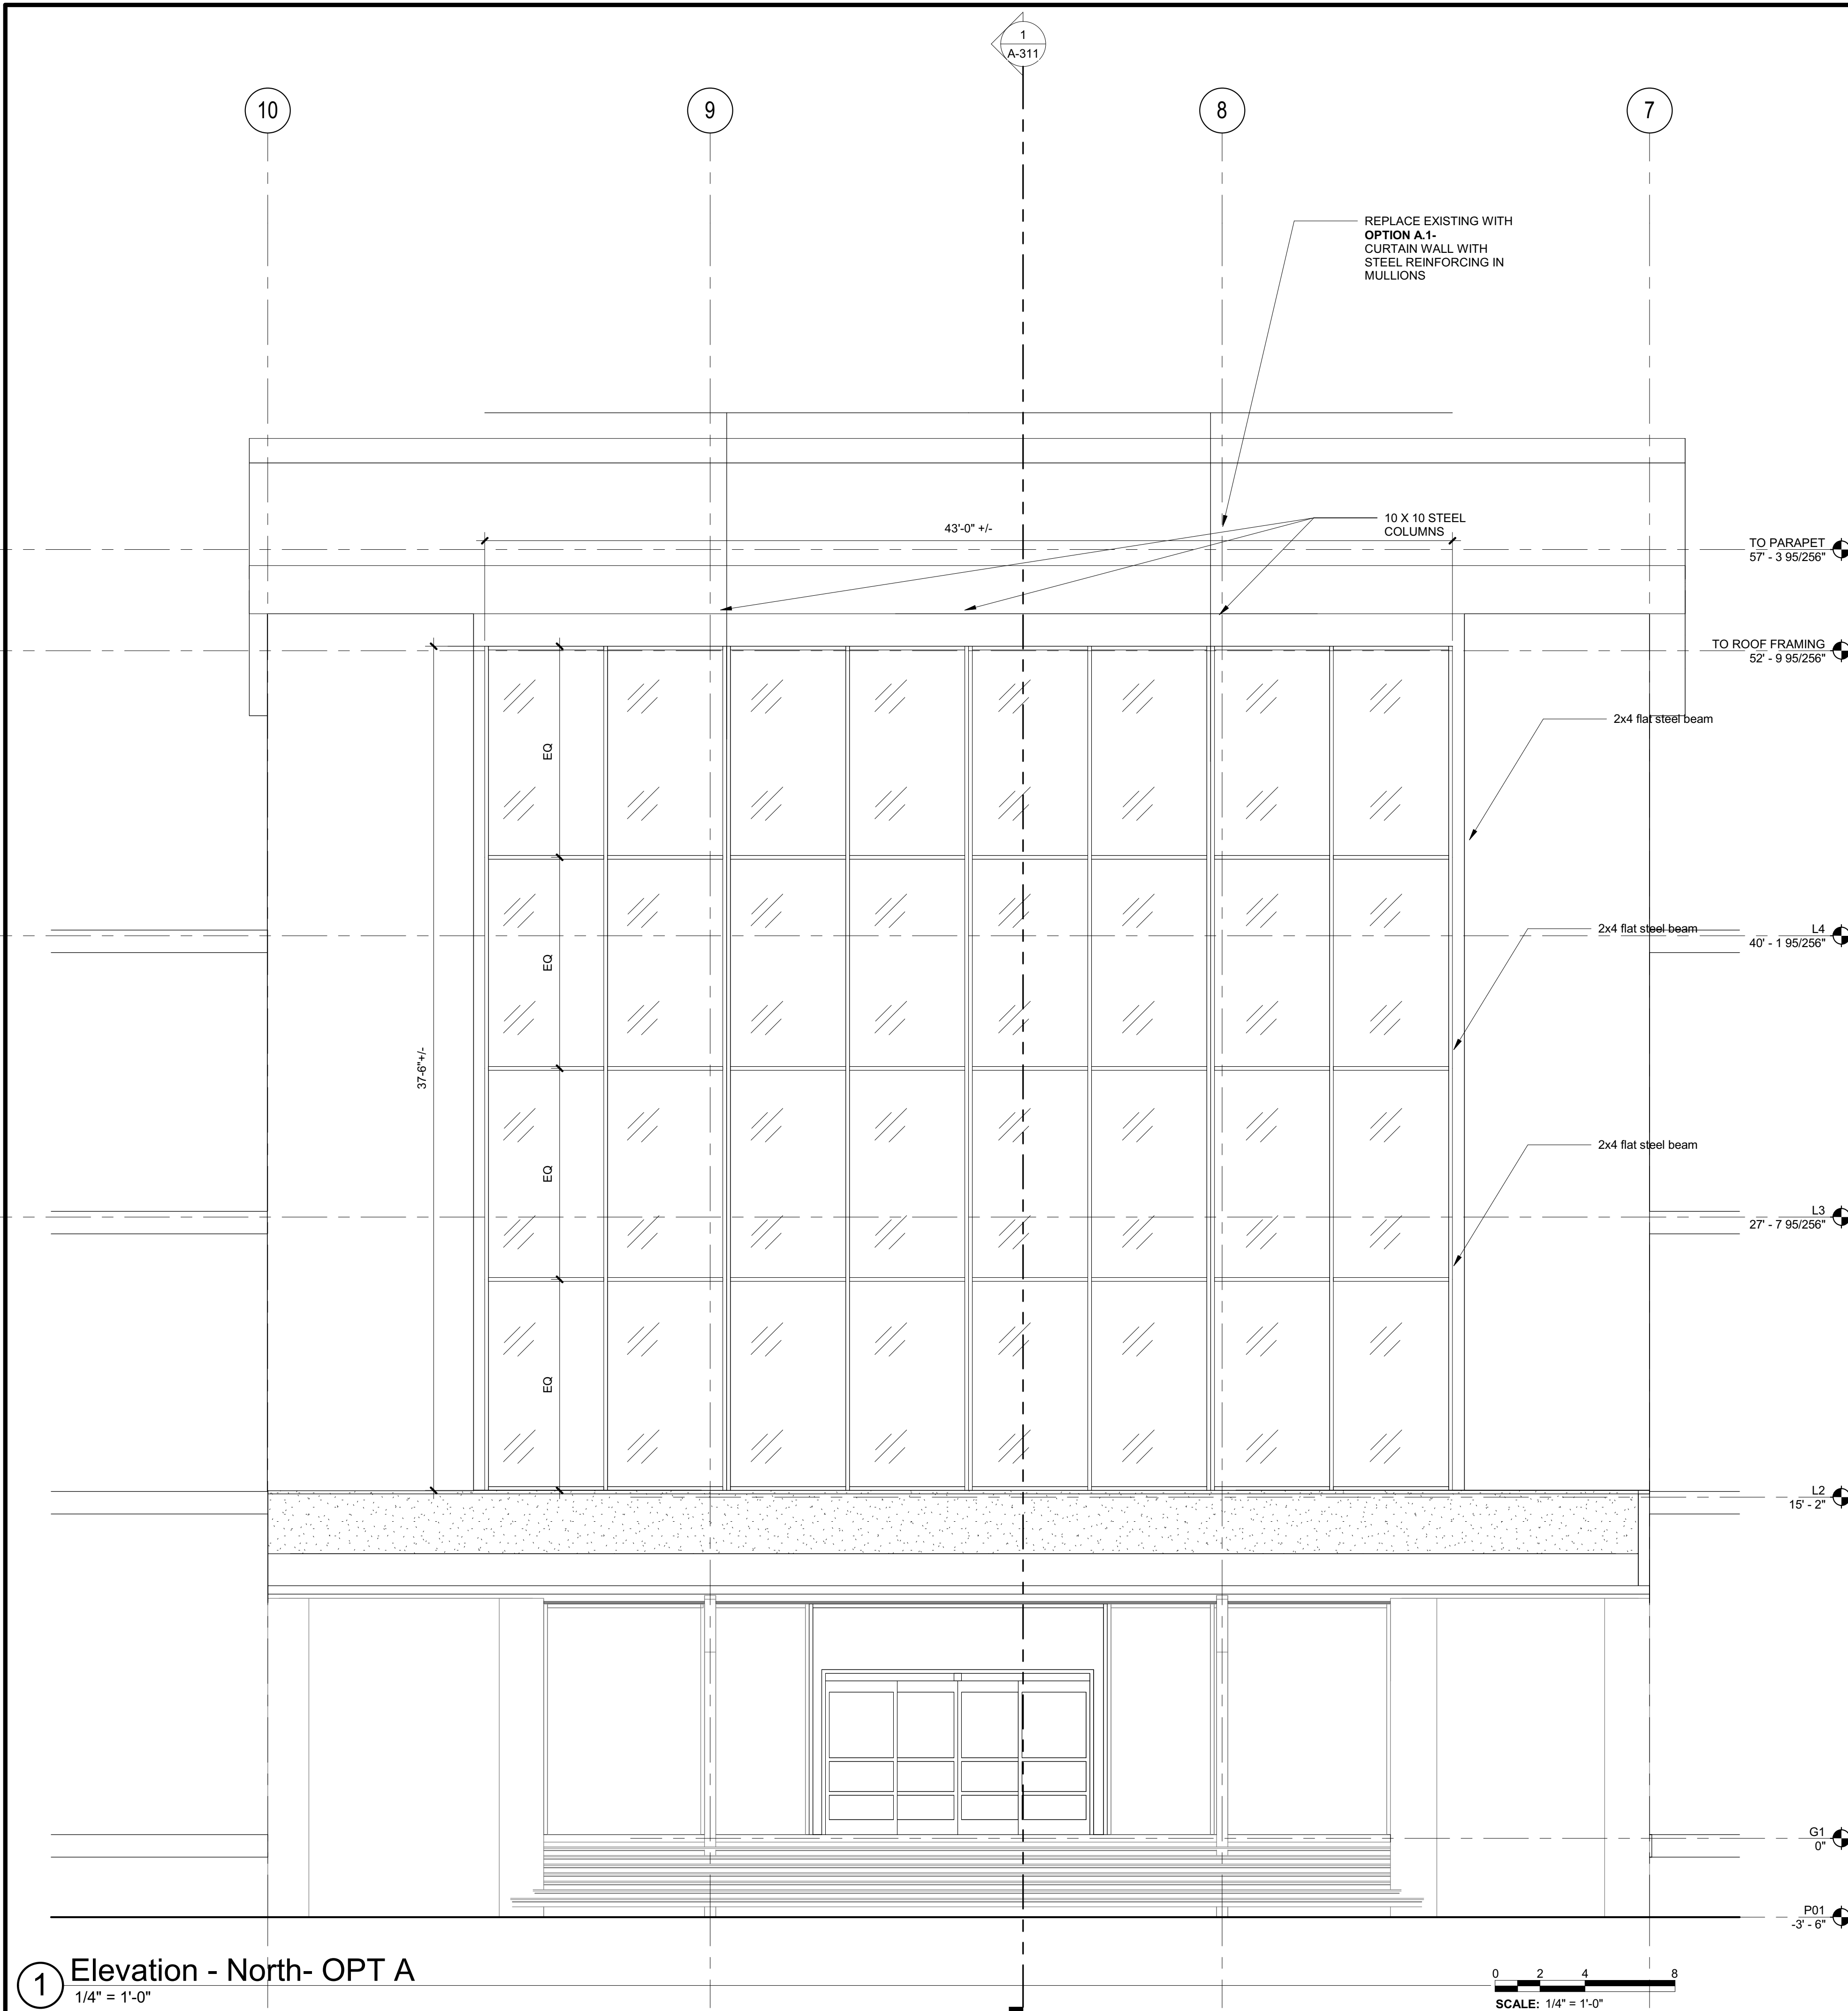 1
A-311
10
9
8
7
REPLACE EXISTING WITH
OPTION A.1-
CURTAIN WALL WITH
STEEL REINFORCING IN
MULLIONS
43'-0" +/-
10 X 10 STEEL
COLUMNS
TO PARAPET
57' - 3 95/256"
TO ROOF FRAMING
52' - 9 95/256"
2x4 flat steel beam
EQ
2x4 flat steel beam
L4
40' - 1 95/256"
EQ
37-6"+/-
2x4 flat steel beam
EQ
L3
27' - 7 95/256"
EQ
L2
15' - 2"
G1
0"
P01
-3' - 6"
1
Elevation - North- OPT A
1/4" = 1'-0"
0 2 4 8
SCALE: 1/4" = 1'-0"